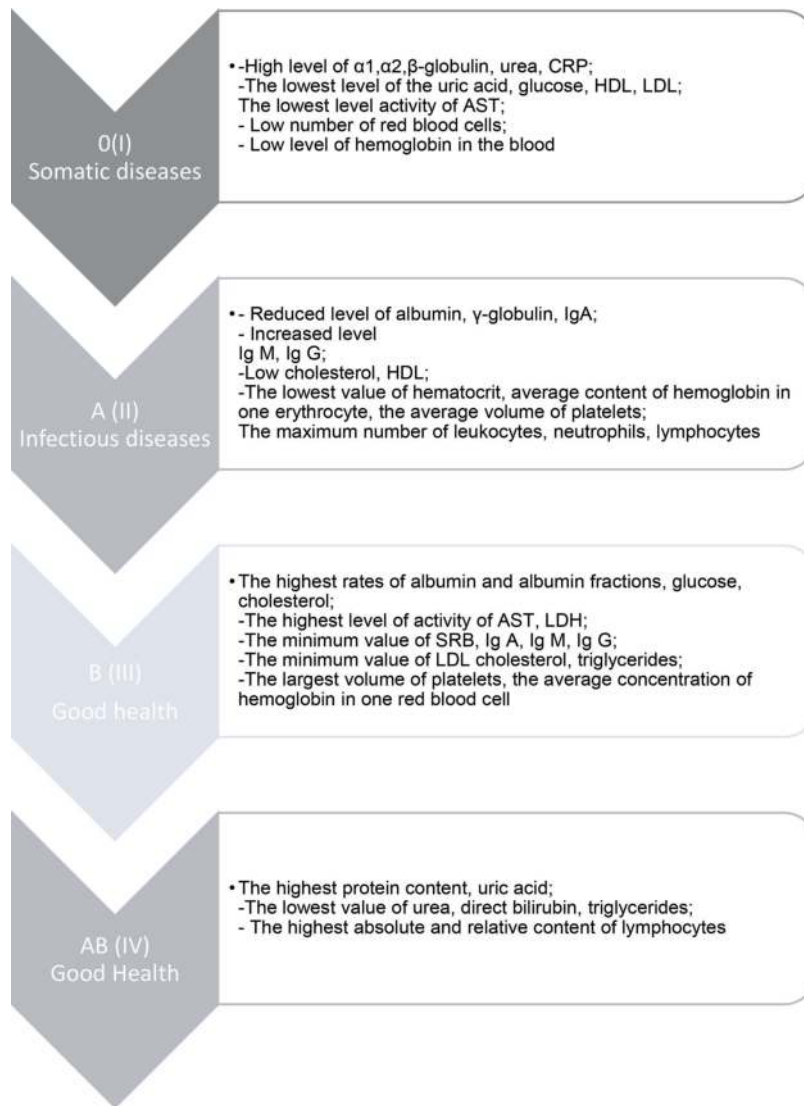 0(I)
Somatic diseases
• -High level of α1,α2,β-globulin, urea, CRP;
-The lowest level of the uric acid, glucose, HDL, LDL;
The lowest level activity of AST;
- Low number of red blood cells;
- Low level of hemoglobin in the blood
A (II)
Infectious diseases
• - Reduced level of albumin, γ-globulin, IgA;
- Increased level
Ig M, Ig G;
-Low cholesterol, HDL;
-The lowest value of hematocrit, average content of hemoglobin in
one erythrocyte, the average volume of platelets;
The maximum number of leukocytes, neutrophils, lymphocytes
B (III)
Good health
• The highest rates of albumin and albumin fractions, glucose,
cholesterol;
-The highest level of activity of AST, LDH;
-The minimum value of SRB, Ig A, Ig M, Ig G;
-The minimum value of LDL cholesterol, triglycerides;
-The largest volume of platelets, the average concentration of
hemoglobin in one red blood cell
AB (IV)
Good Health
• The highest protein content, uric acid;
-The lowest value of urea, direct bilirubin, triglycerides;
- The highest absolute and relative content of lymphocytes